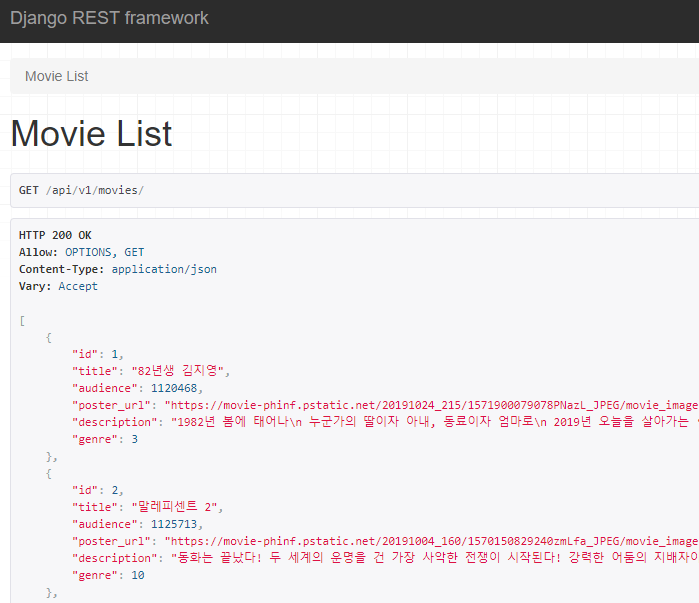 Django REST framework
Movie List
Movie List
GET /api/v1/movies/
HTTP 200 OK
Allow: OPTIONS, GET
Content-Type: application/json
Vary: Accept
[
{
"id": 1,
"title": "82년생 김지영",
"audience": 1120468,
"poster_url": "https://movie-phinf.pstatic.net/20191024_215/1571900079078PNazL_JPEG/movie_image
"description": "1982년 봄에 태어나\n 누군가의 딸이자 아내, 동료이자 엄마로\n 2019년 오늘을 살아가는
"genre": 3
},
{
"id": 2,
"title": "말레피센트 2",
"audience": 1125713,
"poster_url": "https://movie-phinf.pstatic.net/20191004_160/1570150829240zmLfa_JPEG/movie_image
"description": "동화는 끝났다! 두 세계의 운명을 건 가장 사악한 전쟁이 시작된다! 강력한 어둠의 지배자이
"genre": 10
},